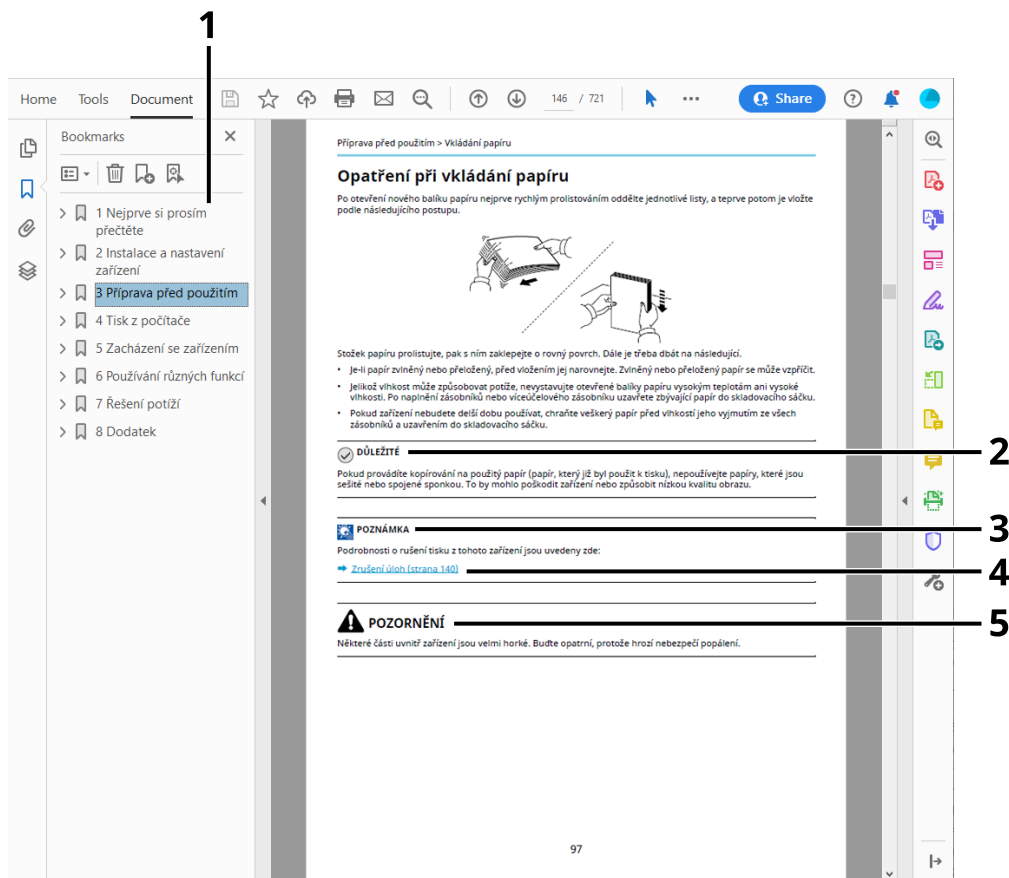 1
Home Tools Document 146 / 721 Share
Bookmarks
1 Nejprve si prosím
přečtěte
2 Instalace a nastavení
zařízení
3 Příprava před použitím
4 Tisk z počítače
5 Zacházení se zařízením
6 Používání různých funkcí
7 Řešení potíží
8 Dodatek
Příprava před použitím > Vkládání papíru
Opatření při vkládání papíru
Po otevření nového balíku papíru nejprve rychlým prolistováním oddělte jednotlivé listy, a teprve potom je vložte
podle následujícího postupu.
Stožek papíru prolistujte, pak s ním zaklepejte o rovný povrch. Dále je třeba dbát na následující.
• Je-li papír zvlněný nebo přeložený, před vložením jej narovnejte. Zvlněný nebo přeložený papír se může vzpříčit.
• Jelikož vlhkost může způsobovat potíže, nevystavujte otevřené balíky papíru vysokým teplotám ani vysoké
vlhkosti. Po naplnění zásobníků nebo víceúčelového zásobníku uzavřete zbývající papír do skladovacího sáčku.
• Pokud zařízení nebudete delší dobu používat, chraňte veškerý papír před vlhkostí jeho vyjmutím ze všech
zásobníků a uzavřením do skladovacího sáčku.
DŮLEŽITÉ
2
Pokud provádíte kopírování na použitý papír (papír, který již byl použit k tisku), nepoužívejte papíry, které jsou
sešité nebo spojené sponkou. To by mohlo poškodit zařízení nebo způsobit nízkou kvalitu obrazu.
POZNÁMKA
3
Podrobnosti o rušení tisku z tohoto zařízení jsou uvedeny zde:
Zrušení úloh (strana 140)
4
POZORNĚNÍ
5
Některé části uvnitř zařízení jsou velmi horké. Buďte opatrní, protože hrozí nebezpečí popálení.
97